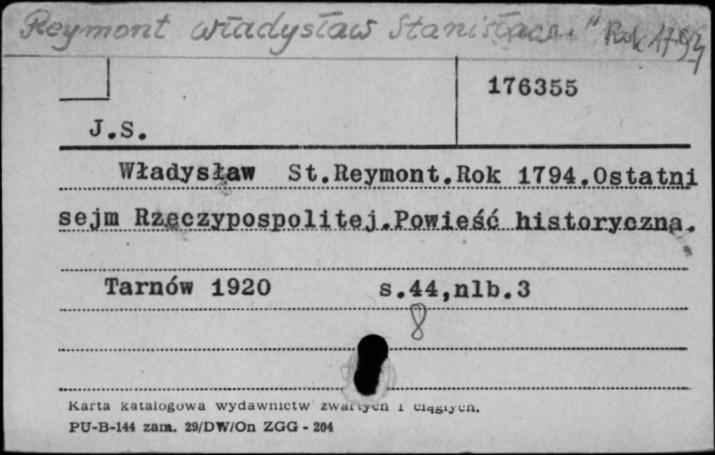 Reymont Władysław Stanisław. "Rok 1794
176355
J.S.
Władysław St.Reymont.Rok 1794.Ostatni
sejm Rzeczypospolitej.Powieść historyczna.
Tarnów 1920 s.44,nlb.3
8
Karta katalogowa wydawnictw zwartych i ciągłych.
PU-B-144 zam. 29/DW/On ZGG - 204